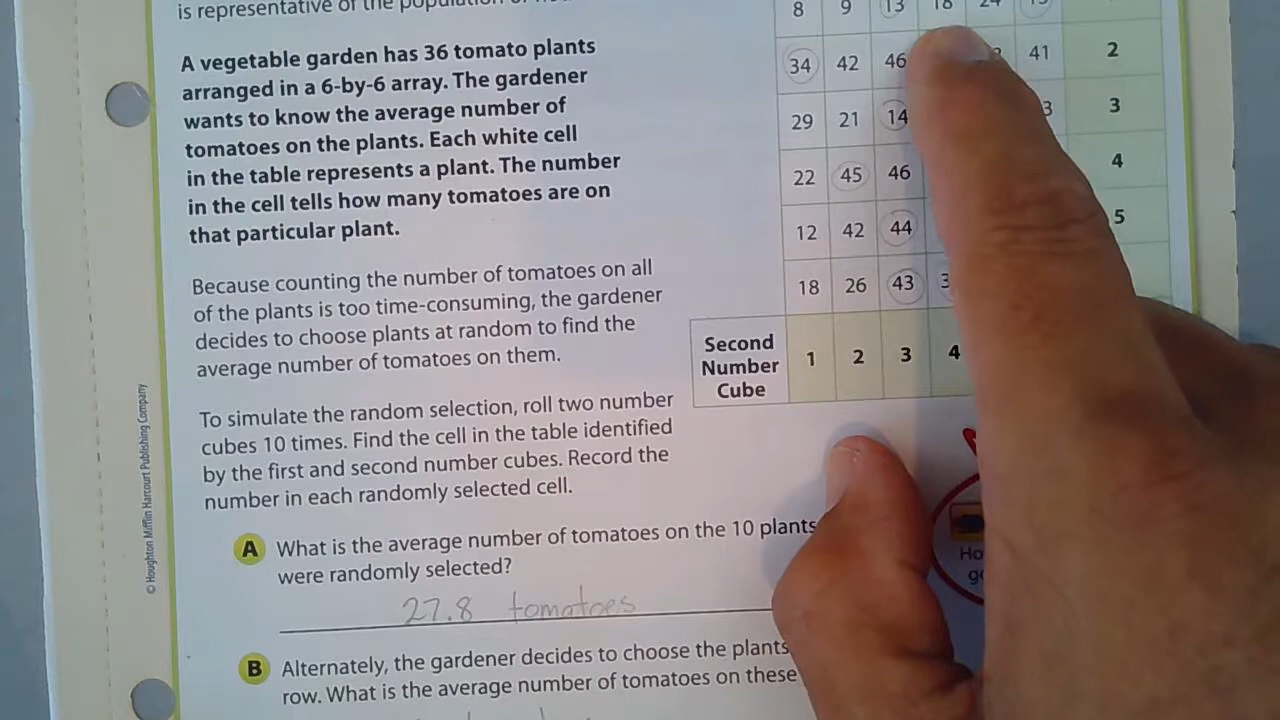 is representative of the
8 9 13 18 24 15
A vegetable garden has 36 tomato plants
arranged in a 6-by-6 array. The gardener
wants to know the average number of
tomatoes on the plants. Each white cell
in the table represents a plant. The number
in the cell tells how many tomatoes are on
that particular plant.
34 42 46 41 2
29 21 14 3 3
22 45 46 4
12 42 44 5
18 26 43 3
Second
Number
Cube
1 2 3 4
Because counting the number of tomatoes on all
of the plants is too time-consuming, the gardener
decides to choose plants at random to find the
average number of tomatoes on them.
To simulate the random selection, roll two number
cubes 10 times. Find the cell in the table identified
by the first and second number cubes. Record the
number in each randomly selected cell.
© Houghton Mifflin Harcourt Publishing Company
A What is the average number of tomatoes on the 10 plants
were randomly selected?
27.8 tomatoes
Ho
B Alternately, the gardener decides to choose the plants
row. What is the average number of tomatoes on these